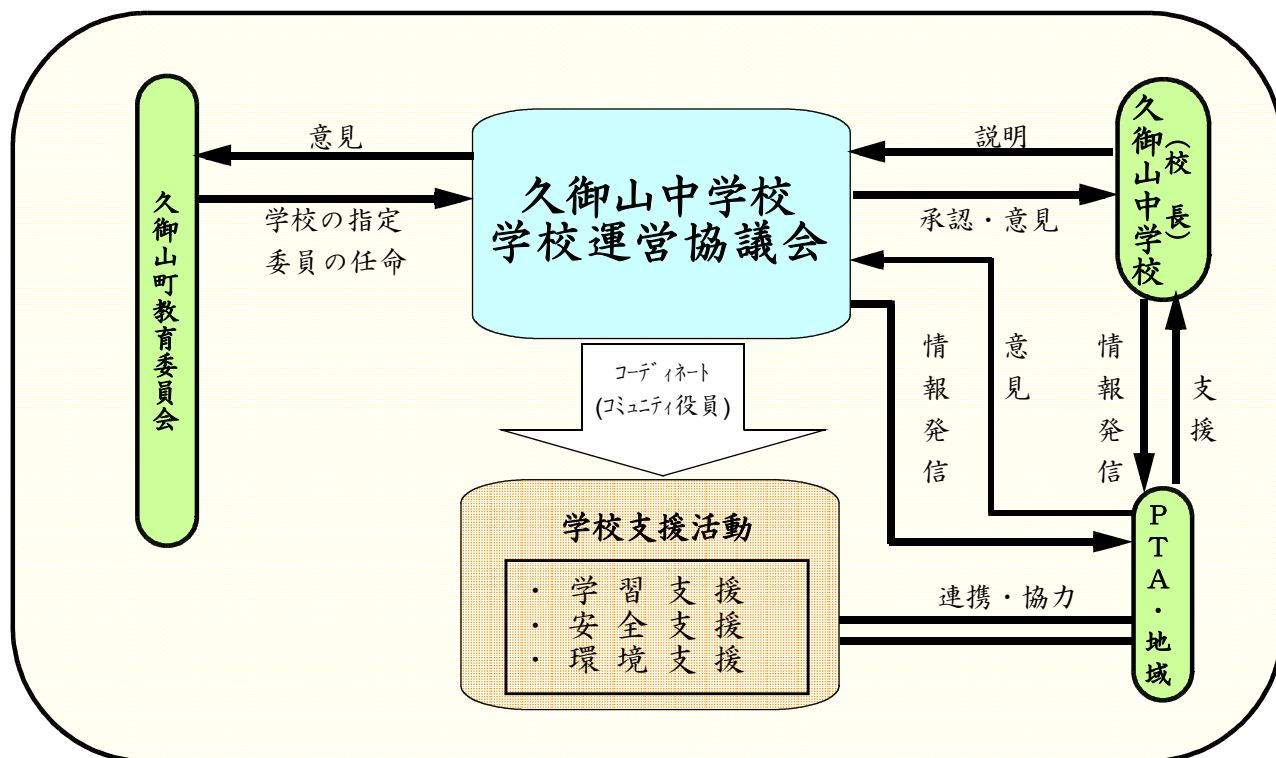 久御山町教育委員会
意見
学校の指定
委員の任命
久御山中学校
学校運営協議会
説明
承認・意見
久御山中学校
(校長)
コーディネート
(コミュニティ役員)
情報発信
意見
情報発信
支援
学校支援活動
・学習支援
・安全支援
・環境支援
連携・協力
PTA・地域